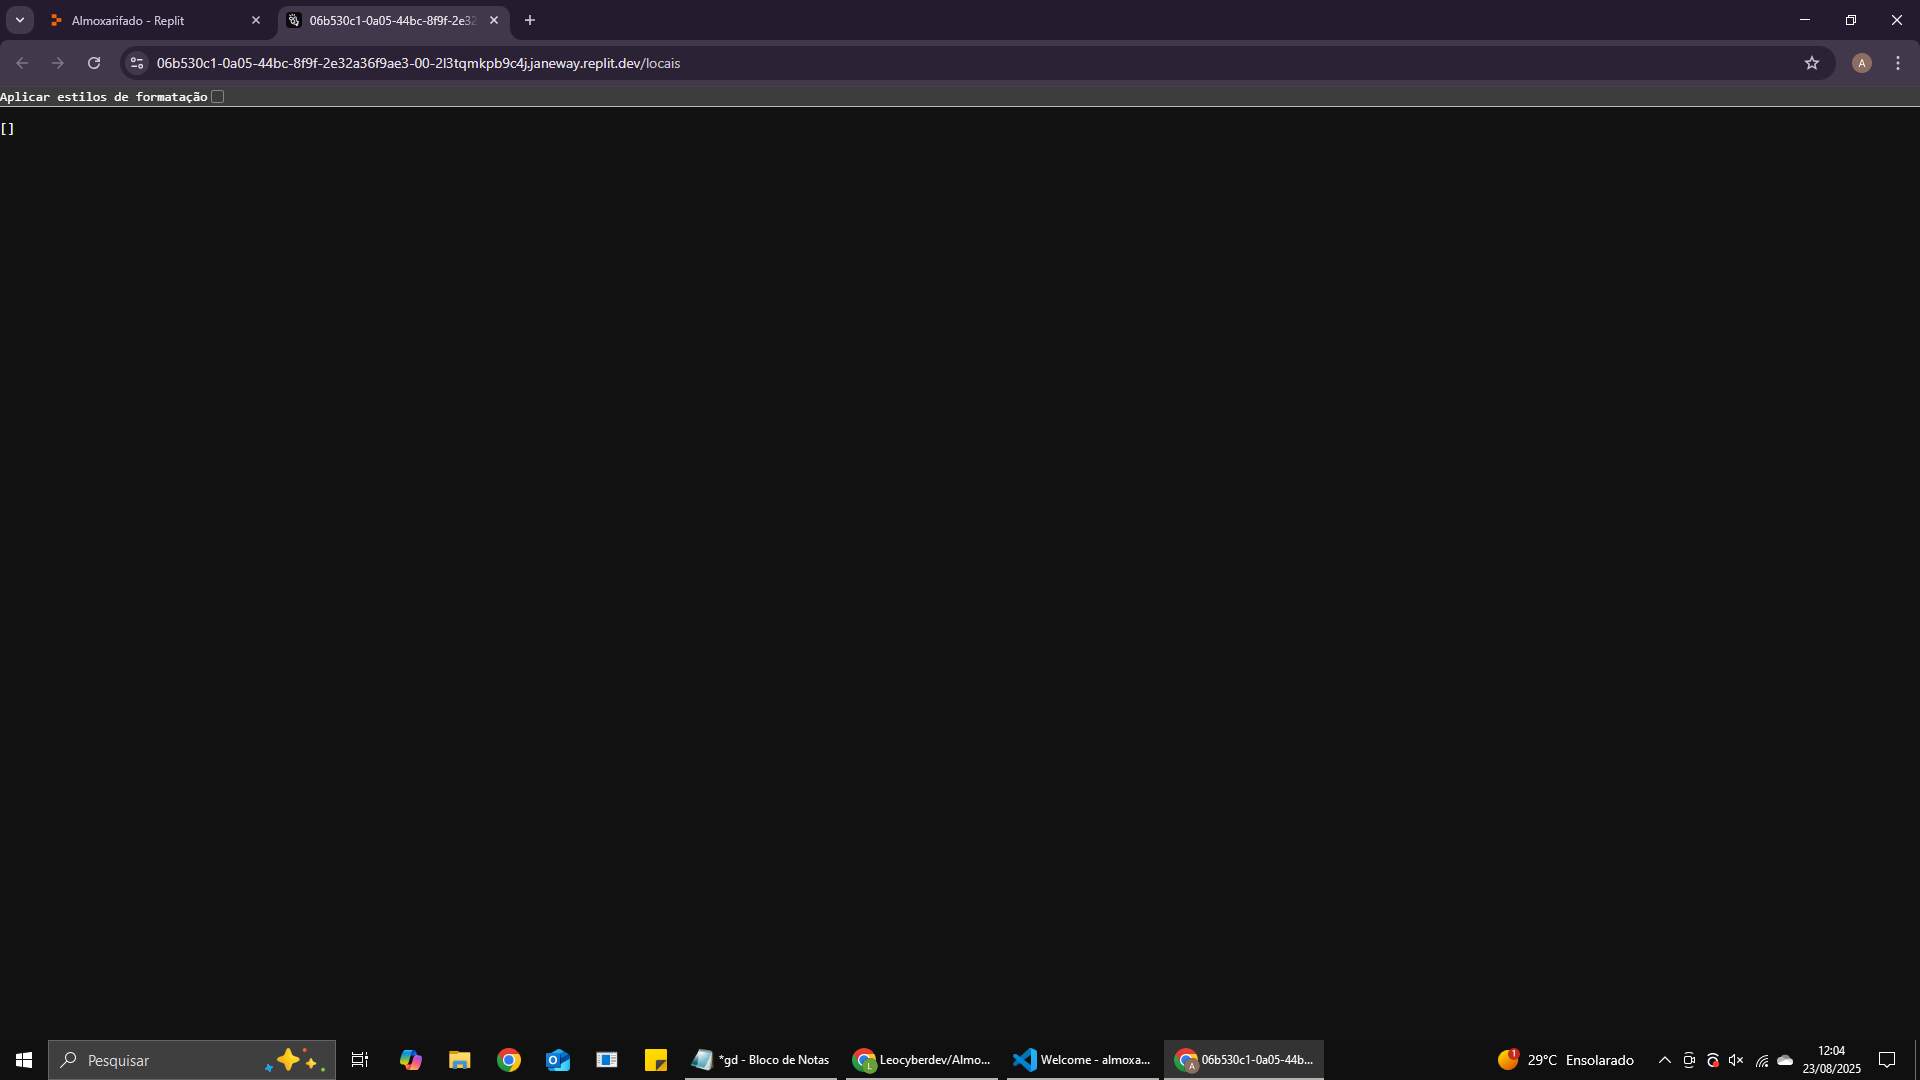 Almoxarifado - Replit
06b530c1-0a05-44bc-8f9f-2e32
06b530c1-0a05-44bc-8f9f-2e32a36f9ae3-00-2l3tqmkpb9c4j.janeway.replit.dev/locais
A
Aplicar estilos de formatação
[]
Pesquisar
*gd - Bloco de Notas
Leocyberdev/Almo...
Welcome - almoxa...
06b530c1-0a05-44b...
1
29°C Ensolarado
12:04
23/08/2025